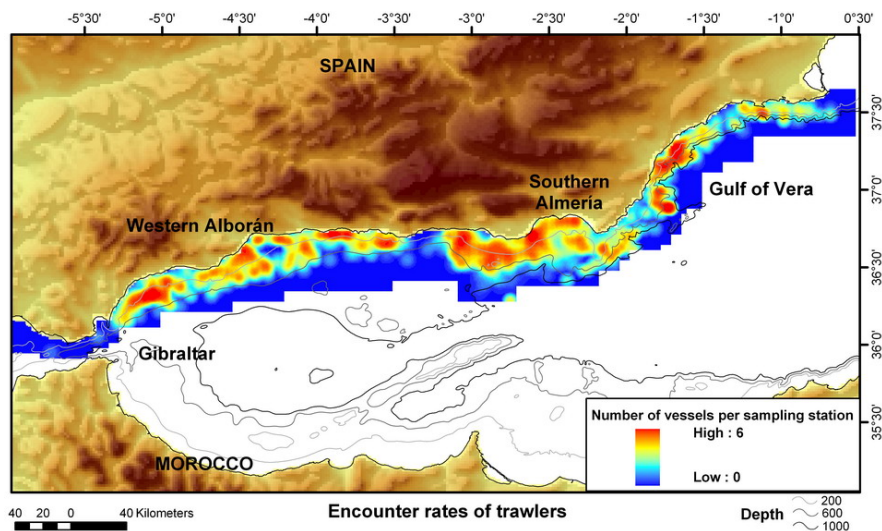 -5°30' -5°0' -4°30' -4°0' -3°30' -3°0' -2°30' -2°0' -1°30' -1°0' 0°30'
SPAIN
37°30'
Southern
Almería
37°0'
Gulf of Vera
Western Alborán
36°30'
Gibraltar
36°0'
Number of vessels per sampling station
High : 6
Low : 0
35°30'
MOROCCO
40 20 0 40 Kilometers
Encounter rates of trawlers
Depth
200
600
1000